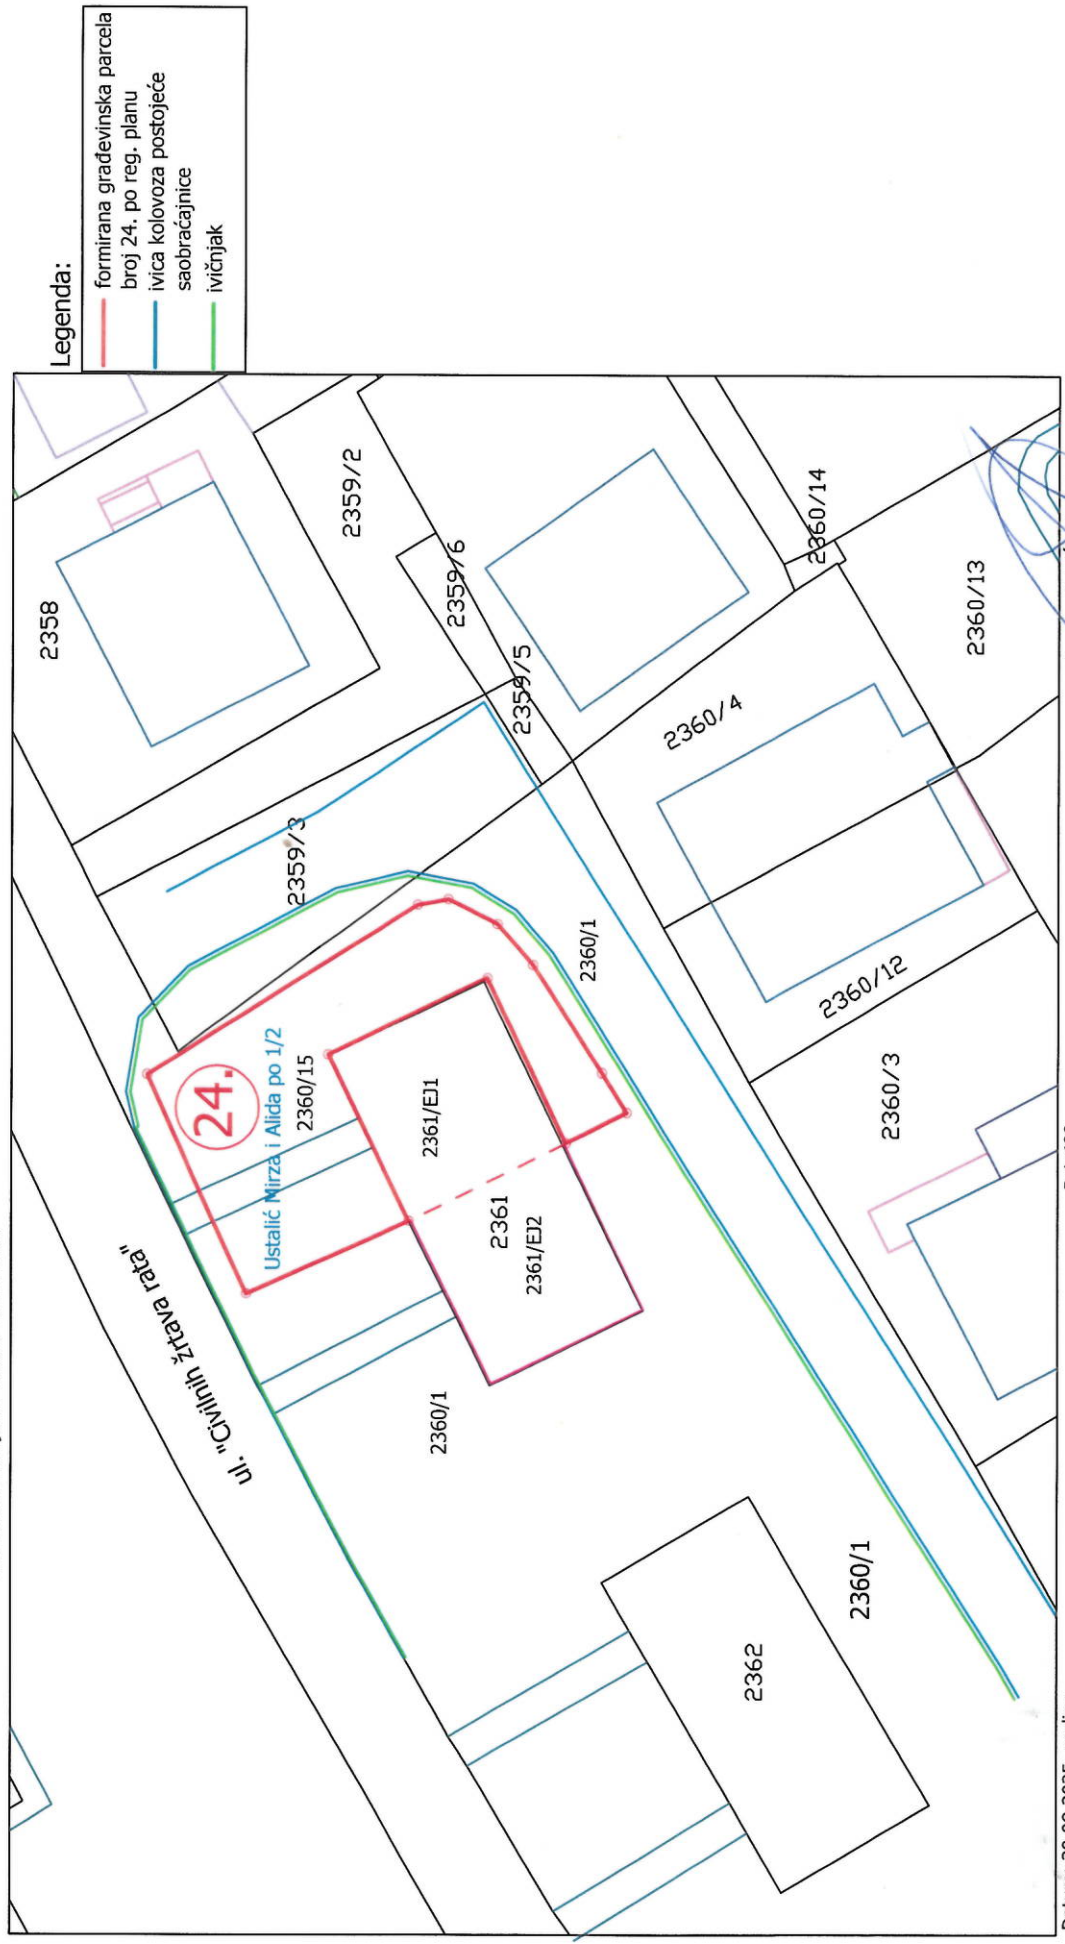 Legenda:
formirana građevinska parcela
broj 24. po reg. planu
ivica kolovoza postojeće
saobraćajnice
ivičnjak
2358
2359/2
2359/6
2359/5
2359/3
2360/14
2360/13
2360/4
2360/1
2360/12
2360/3
24.
Ustalić Mirza i Alida po 1/2
2360/15
2361/EJ1
2361
2361/EJ2
ul. "Civilnih žrtava rata"
2360/1
2360/1
2362